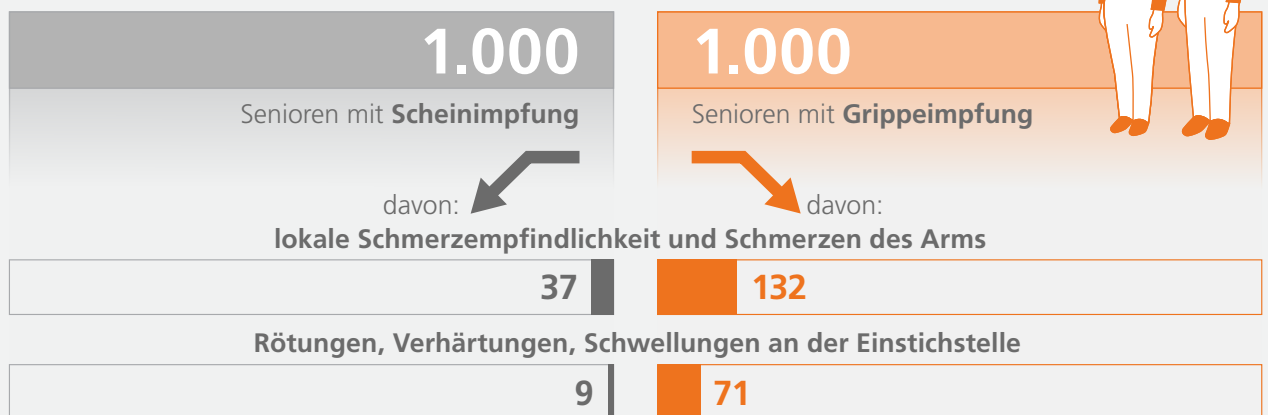 1.000
1.000
Senioren mit Scheinimpfung
Senioren mit Grippeimpfung
davon:
davon:
lokale Schmerzempfindlichkeit und Schmerzen des Arms
37
132
Rötungen, Verhärtungen, Schwellungen an der Einstichstelle
9
71